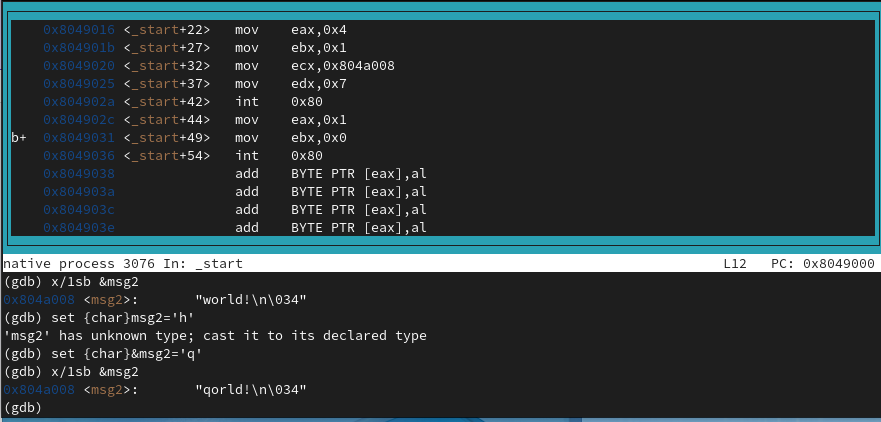 0x8049016 <_start+22> mov eax,0x4
0x804901b <_start+27> mov ebx,0x1
0x8049020 <_start+32> mov ecx,0x804a008
0x8049025 <_start+37> mov edx,0x7
0x804902a <_start+42> int 0x80
0x804902c <_start+44> mov eax,0x1
b+ 0x8049031 <_start+49> mov ebx,0x0
0x8049036 <_start+54> int 0x80
0x8049038 add BYTE PTR [eax],al
0x804903a add BYTE PTR [eax],al
0x804903c add BYTE PTR [eax],al
0x804903e add BYTE PTR [eax],al
native process 3076 In: _start L12 PC: 0x8049000
(gdb) x/1sb &msg2
0x804a008 <msg2>: "world!\n\034"
(gdb) set {char}msg2='h'
'msg2' has unknown type; cast it to its declared type
(gdb) set {char}&msg2='q'
(gdb) x/1sb &msg2
0x804a008 <msg2>: "qorld!\n\034"
(gdb)